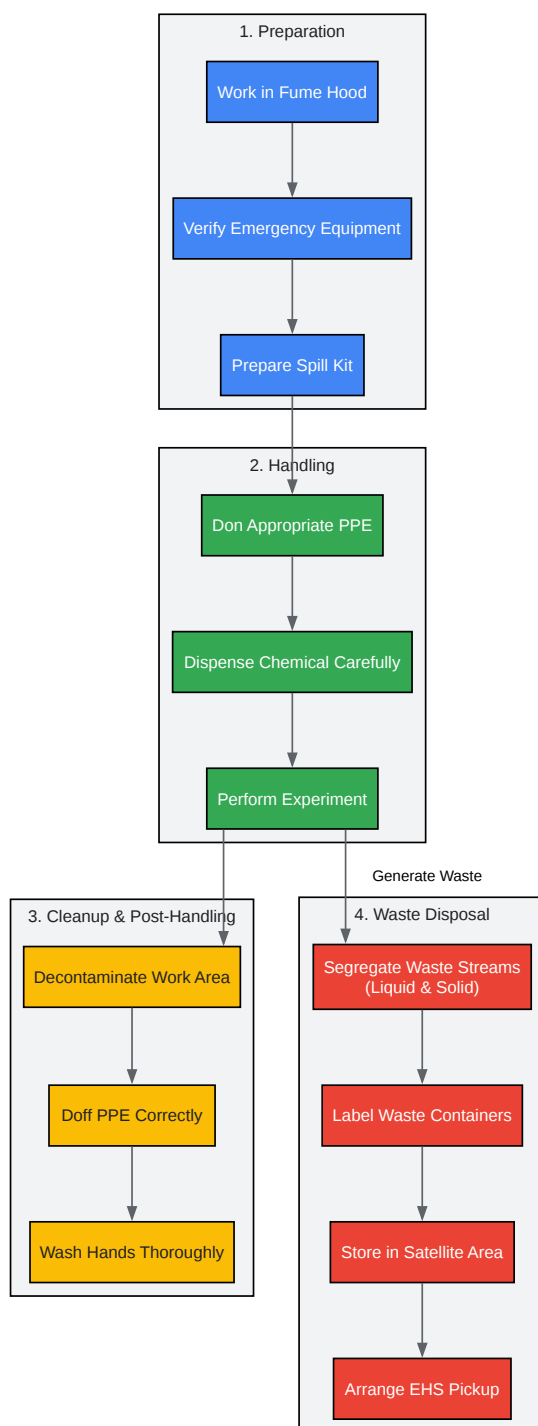 1. Preparation
Work in Fume Hood
Verify Emergency Equipment
Prepare Spill Kit
2. Handling
Don Appropriate PPE
Dispense Chemical Carefully
Perform Experiment
Generate Waste
3. Cleanup & Post-Handling
Decontaminate Work Area
Doff PPE Correctly
Wash Hands Thoroughly
4. Waste Disposal
Segregate Waste Streams
(Liquid & Solid)
Label Waste Containers
Store in Satellite Area
Arrange EHS Pickup